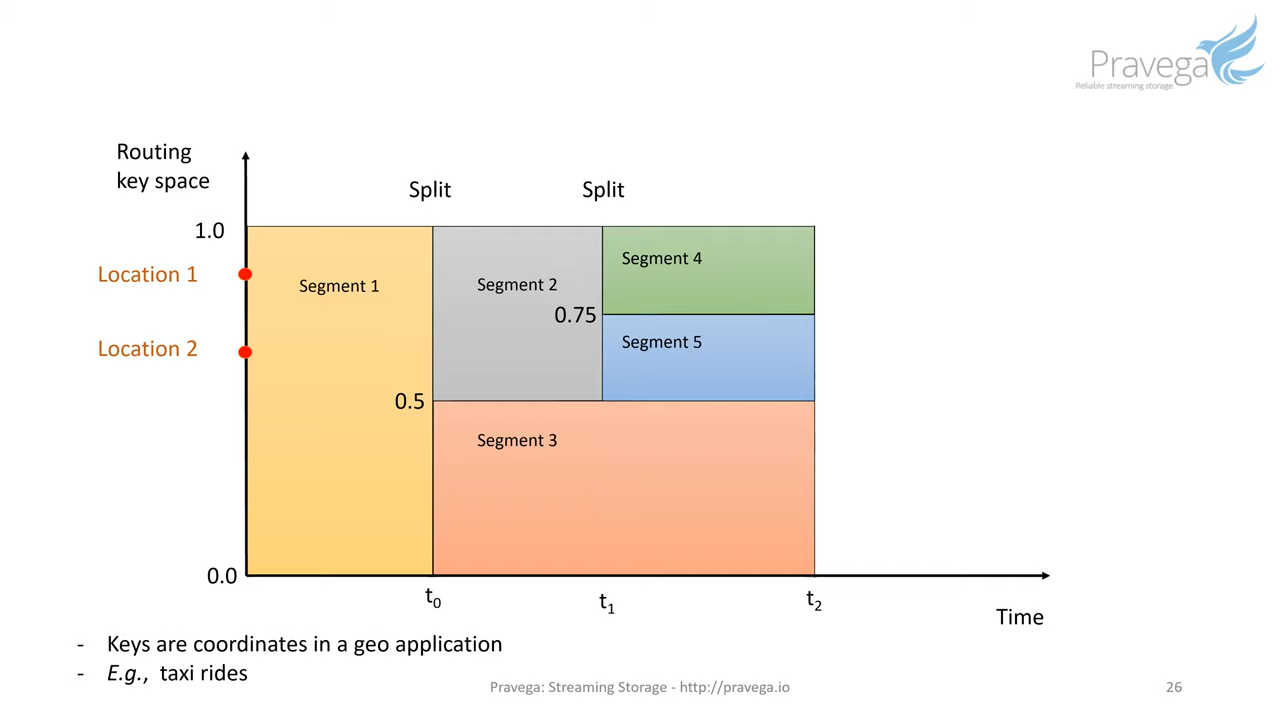 Pravega
Reliable streaming storage
Routing
key space
Split
Split
1.0
Location 1
Segment 1
Segment 2
Segment 4
0.75
Location 2
Segment 5
0.5
Segment 3
0.0
t0
t1
t2
Time
- Keys are coordinates in a geo application
- E.g., taxi rides
Pravega: Streaming Storage - http://pravega.io
26